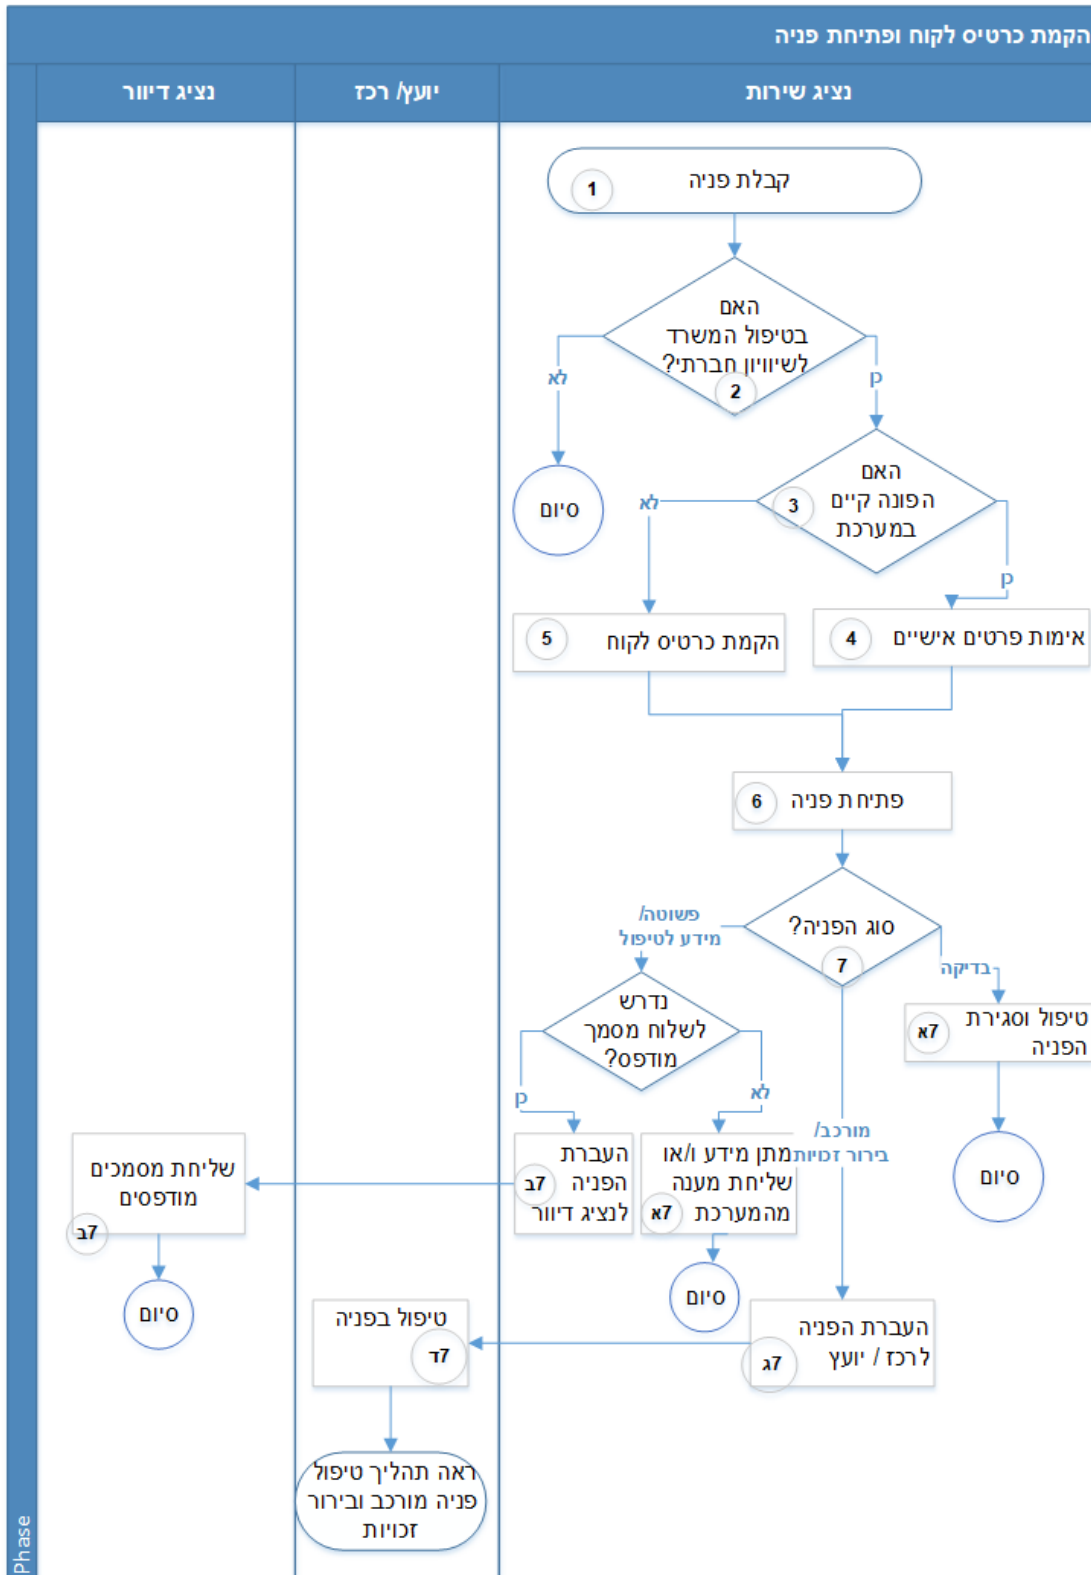 הקמת כרטיס לקוח ופתיחת פניה
נציג שירות
יועץ/ רכז
נציג דיוור
קבלת פניה
1
האם
בטיפול המשרד
לשיוויון חברתי?
2
לא
כן
סיום
האם
הפונה קיים
במערכת
3
לא
כן
אימות פרטים אישיים
4
הקמת כרטיס לקוח
5
פתיחת פניה
6
סוג הפניה?
7
פשוטה/
מידע לטיפול
בדיקה
טיפול וסגירת
הפניה
7א
סיום
נדרש
לשלוח מסמך
מודפס?
כן
לא
מורכב/
בירור זכויות
מתן מידע ו/או
שליחת מענה
מהמערכת
7א
סיום
העברת
הפניה
לנציג דיוור
7ב
שליחת מסמכים
מודפסים
7ב
סיום
העברת הפניה
לרכז / יועץ
7ג
טיפול בפניה
7ד
ראה תהליך טיפול
פניה מורכב ובירור
זכויות
Phase